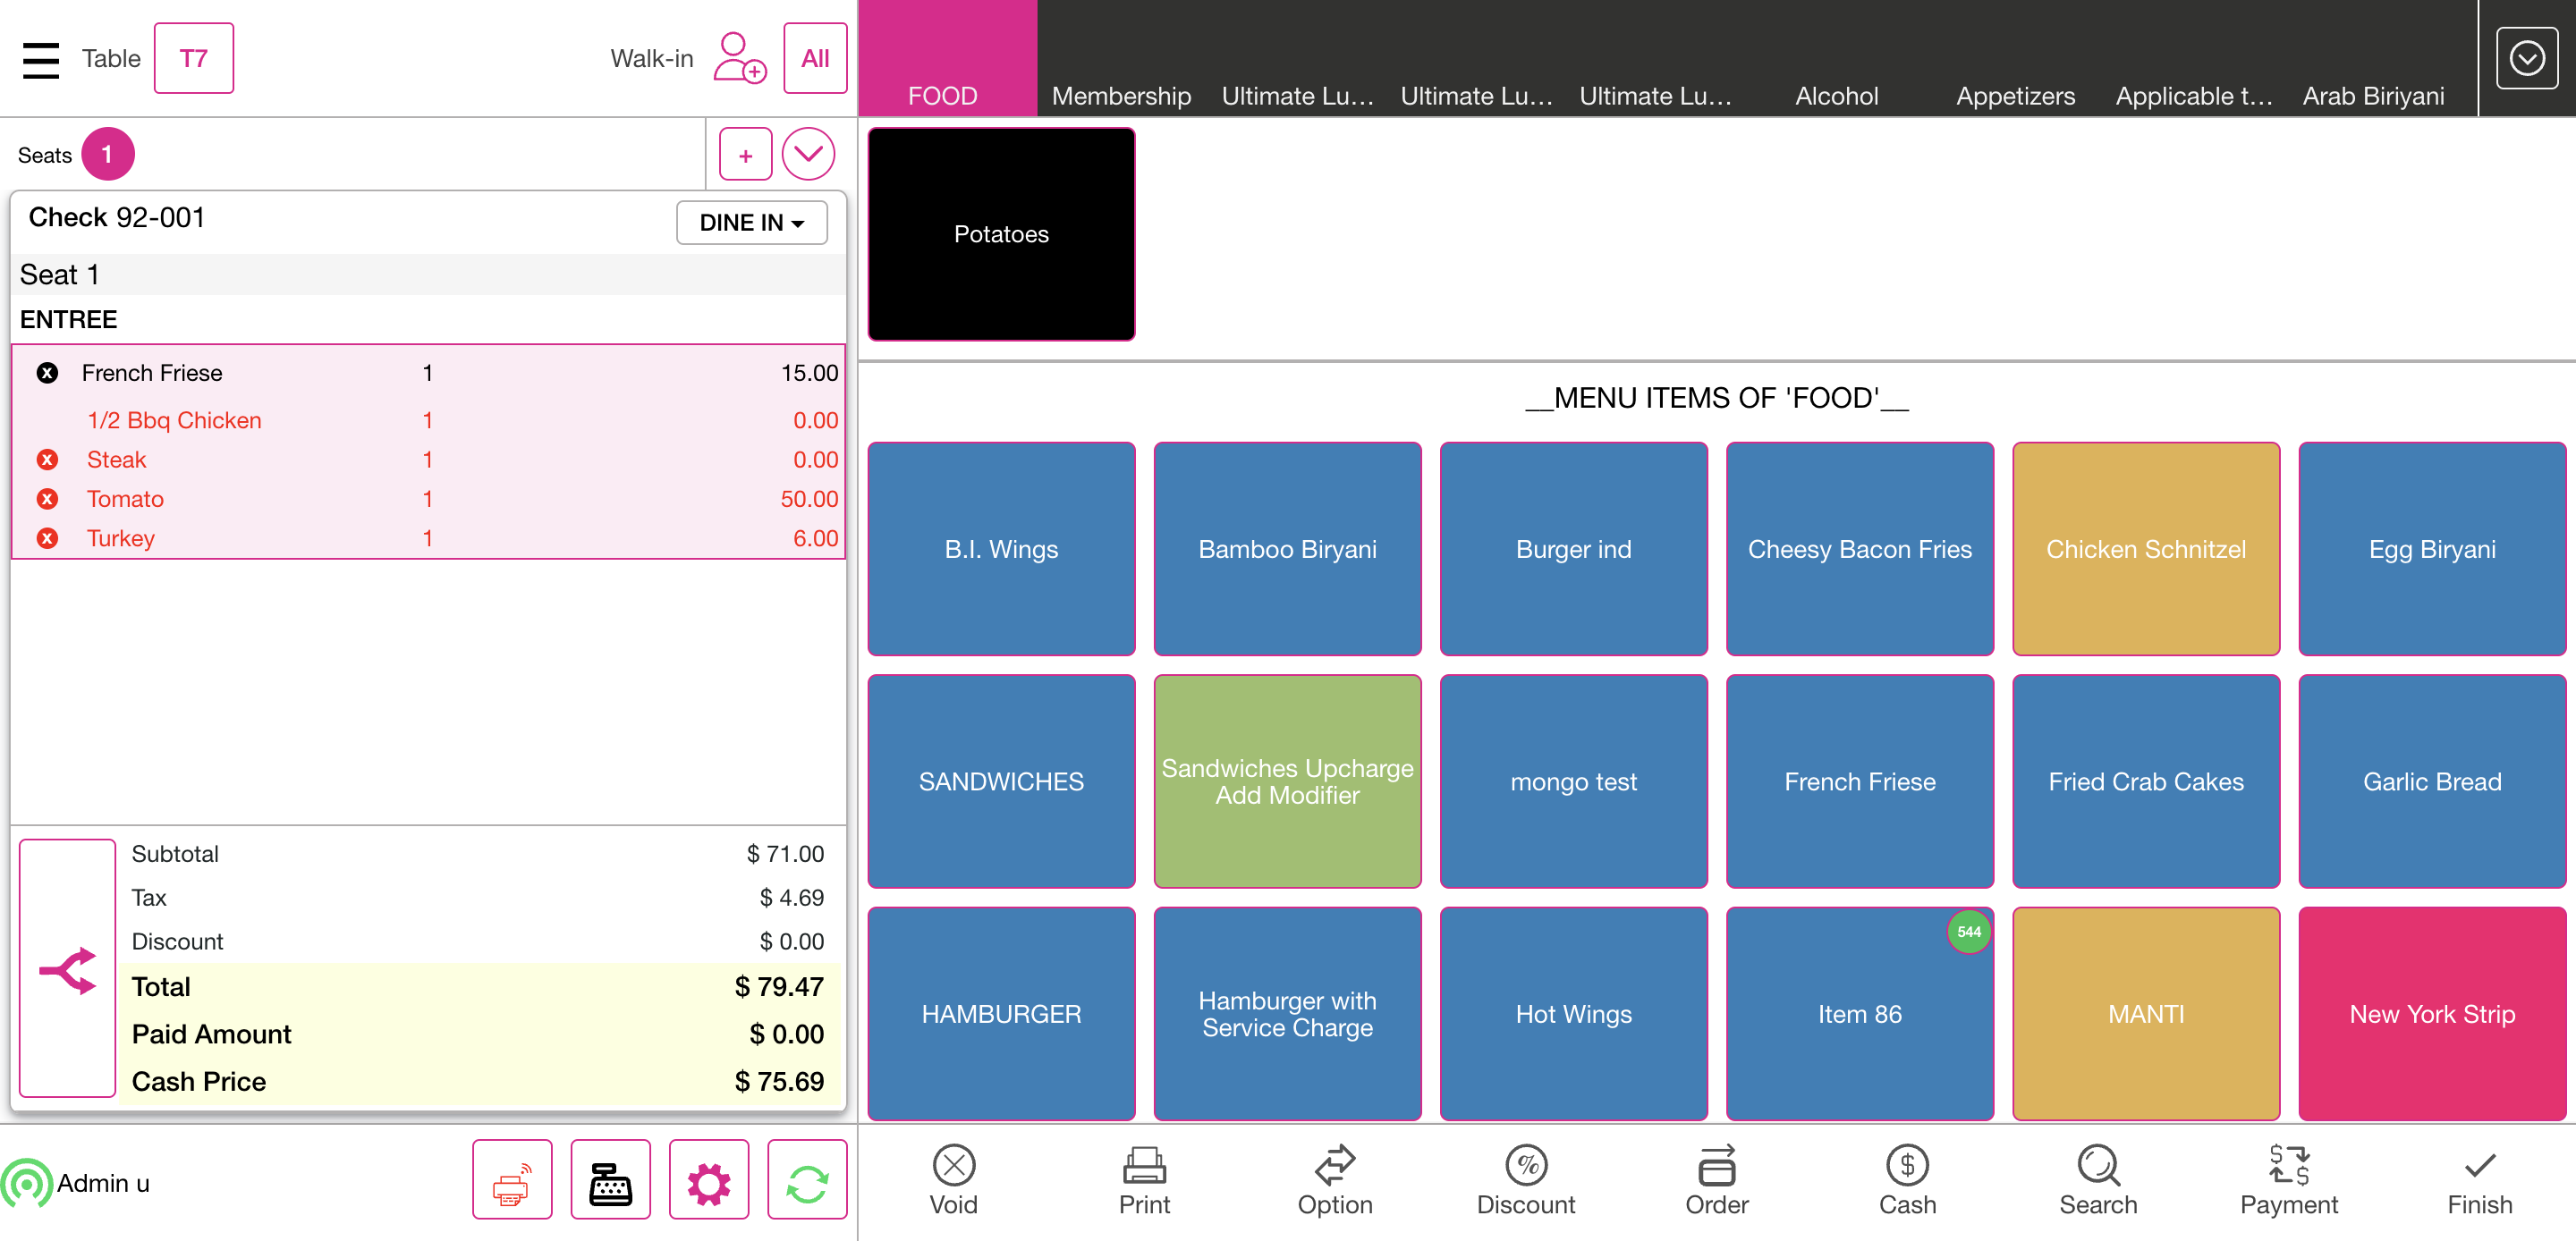 Table T7 Walk-in All
Seats 1 +
Check 92-001 DINE IN
Seat 1
ENTREE
x French Friese 1 15.00
1/2 Bbq Chicken 1 0.00
x Steak 1 0.00
x Tomato 1 50.00
x Turkey 1 6.00
Subtotal $ 71.00
Tax $ 4.69
Discount $ 0.00
Total $ 79.47
Paid Amount $ 0.00
Cash Price $ 75.69
Admin u
FOOD Membership Ultimate Lu... Ultimate Lu... Ultimate Lu... Alcohol Appetizers Applicable t... Arab Biriyani
Potatoes
__MENU ITEMS OF 'FOOD'__
B.I. Wings
Bamboo Biryani
Burger ind
Cheesy Bacon Fries
Chicken Schnitzel
Egg Biryani
SANDWICHES
Sandwiches Upcharge
Add Modifier
mongo test
French Friese
Fried Crab Cakes
Garlic Bread
HAMBURGER
Hamburger with
Service Charge
Hot Wings
544
Item 86
MANTI
New York Strip
Void Print Option Discount Order Cash Search Payment Finish